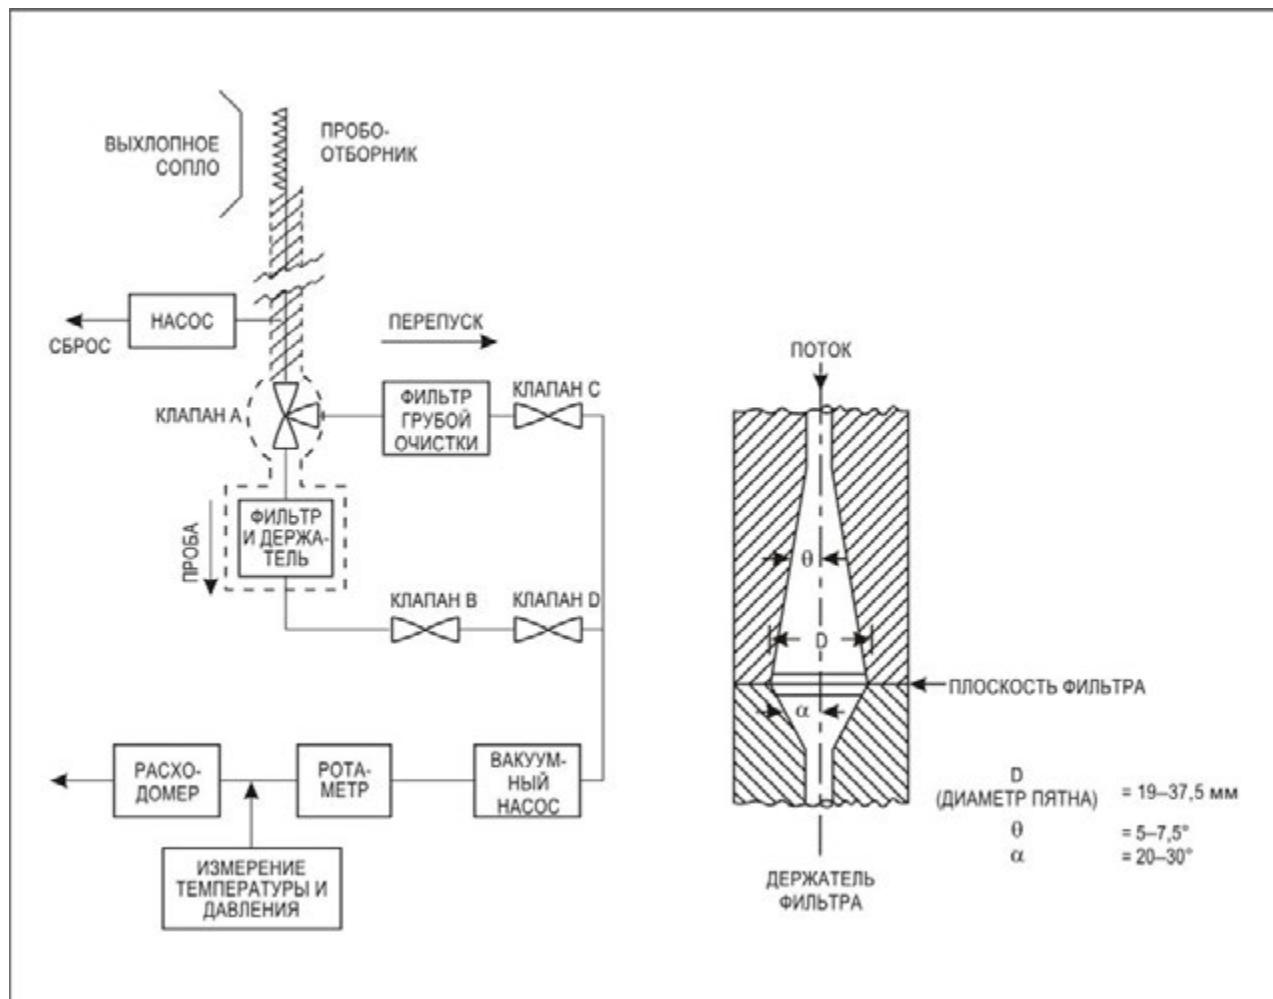 ВЫХЛОПНОЕ
СОПЛО
ПРОБО-
ОТБОРНИК
НАСОС
СБРОС
ПЕРЕПУСК
КЛАПАН A
ФИЛЬТР
ГРУБОЙ
ОЧИСТКИ
КЛАПАН C
ПРОБА
ФИЛЬТР
И ДЕРЖА-
ТЕЛЬ
КЛАПАН B
КЛАПАН D
РАСХО-
ДОМЕР
РОТА-
МЕТР
ВАКУУМ-
НЫЙ
НАСОС
ИЗМЕРЕНИЕ
ТЕМПЕРАТУРЫ И
ДАВЛЕНИЯ
ПОТОК
θ
D
ПЛОСКОСТЬ ФИЛЬТРА
α
ДЕРЖАТЕЛЬ
ФИЛЬТРА
D
(ДИАМЕТР ПЯТНА) = 19–37,5 мм
θ = 5–7,5°
α = 20–30°